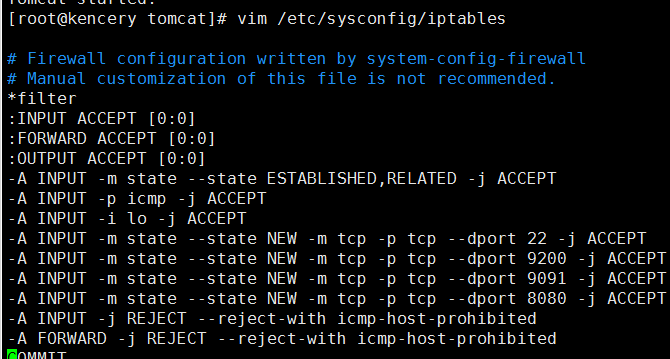 Tomcat started.
[root@kencery tomcat]# vim /etc/sysconfig/iptables
# Firewall configuration written by system-config-firewall
# Manual customization of this file is not recommended.
*filter
:INPUT ACCEPT [0:0]
:FORWARD ACCEPT [0:0]
:OUTPUT ACCEPT [0:0]
-A INPUT -m state --state ESTABLISHED,RELATED -j ACCEPT
-A INPUT -p icmp -j ACCEPT
-A INPUT -i lo -j ACCEPT
-A INPUT -m state --state NEW -m tcp -p tcp --dport 22 -j ACCEPT
-A INPUT -m state --state NEW -m tcp -p tcp --dport 9200 -j ACCEPT
-A INPUT -m state --state NEW -m tcp -p tcp --dport 9091 -j ACCEPT
-A INPUT -m state --state NEW -m tcp -p tcp --dport 8080 -j ACCEPT
-A INPUT -j REJECT --reject-with icmp-host-prohibited
-A FORWARD -j REJECT --reject-with icmp-host-prohibited
COMMIT